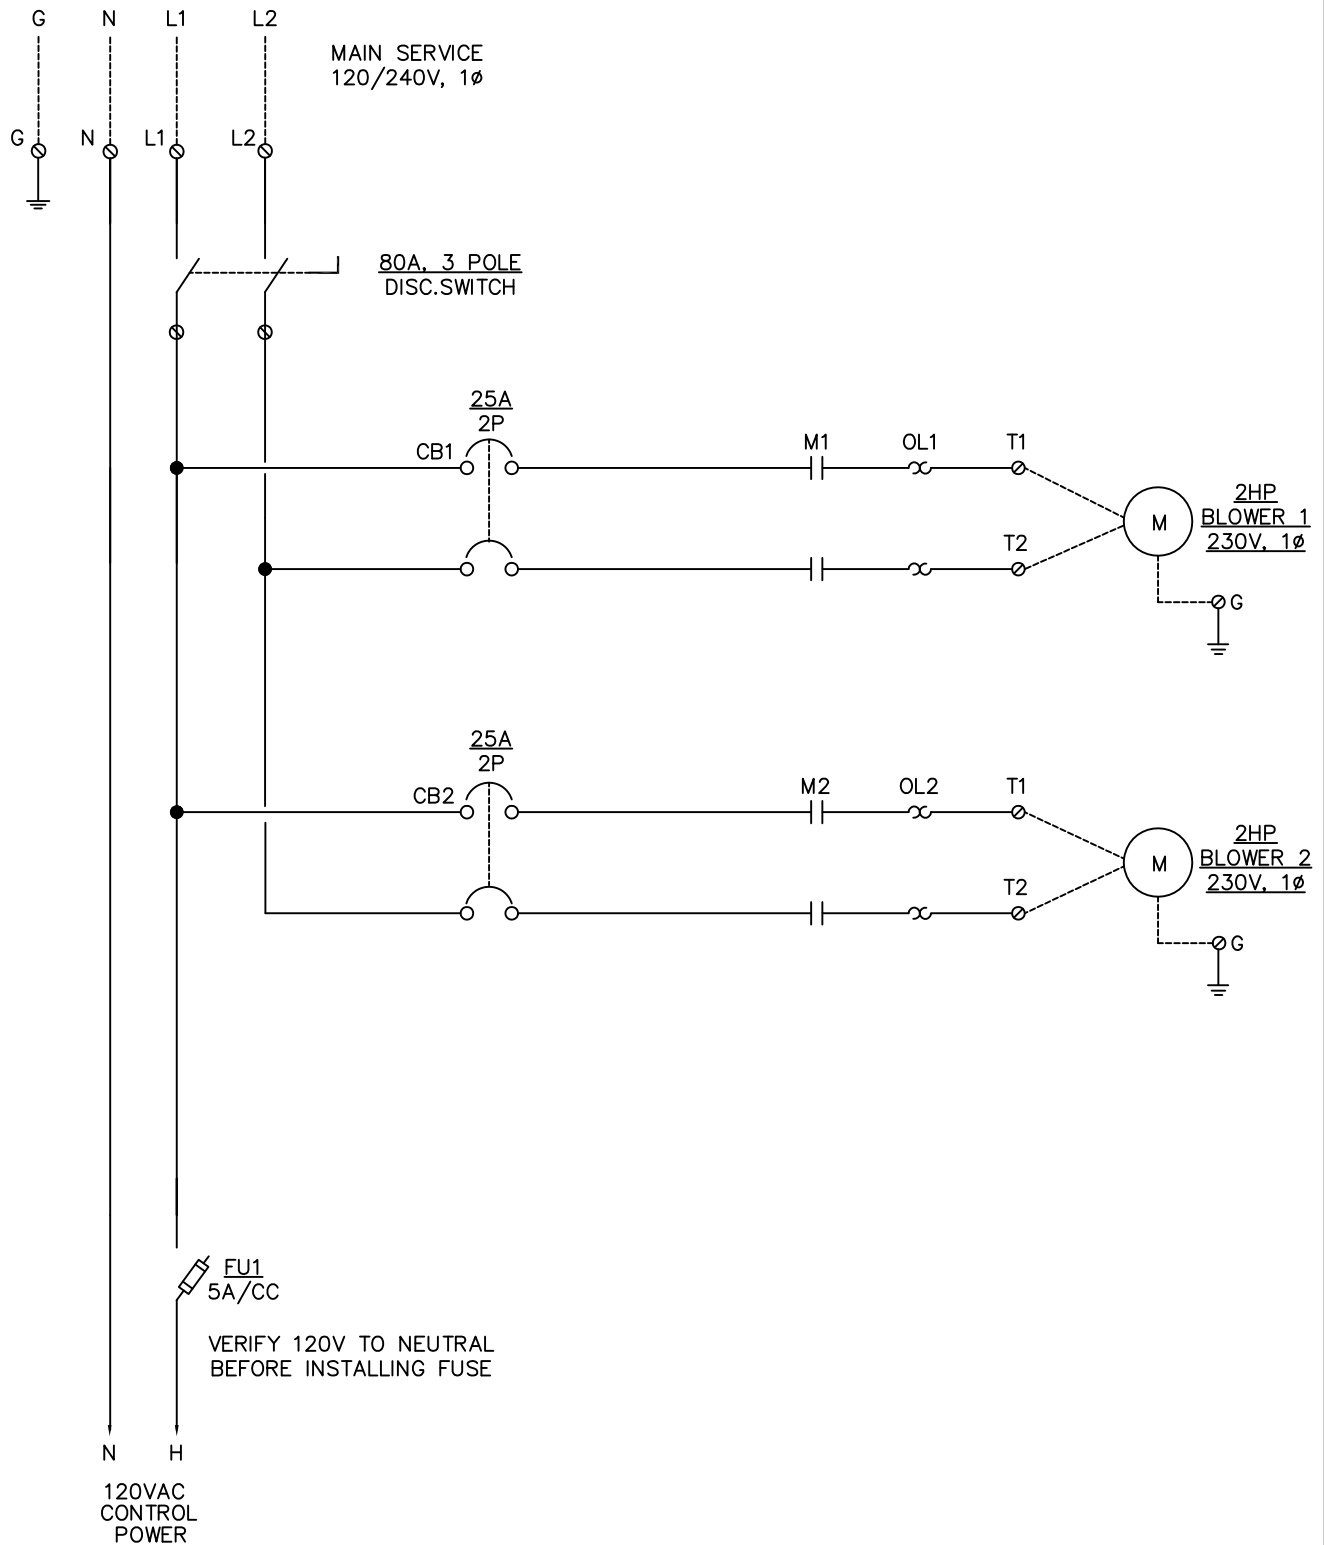 G N L1 L2
MAIN SERVICE
120/240V, 1ø
G N L1 L2
80A, 3 POLE
DISC.SWITCH
25A
2P
CB1 M1 OL1 T1
2HP
BLOWER 1
230V, 1ø
M
T2
G
25A
2P
CB2 M2 OL2 T1
2HP
BLOWER 2
230V, 1ø
M
T2
G
FU1
5A/CC
VERIFY 120V TO NEUTRAL
BEFORE INSTALLING FUSE
N H
120VAC
CONTROL
POWER